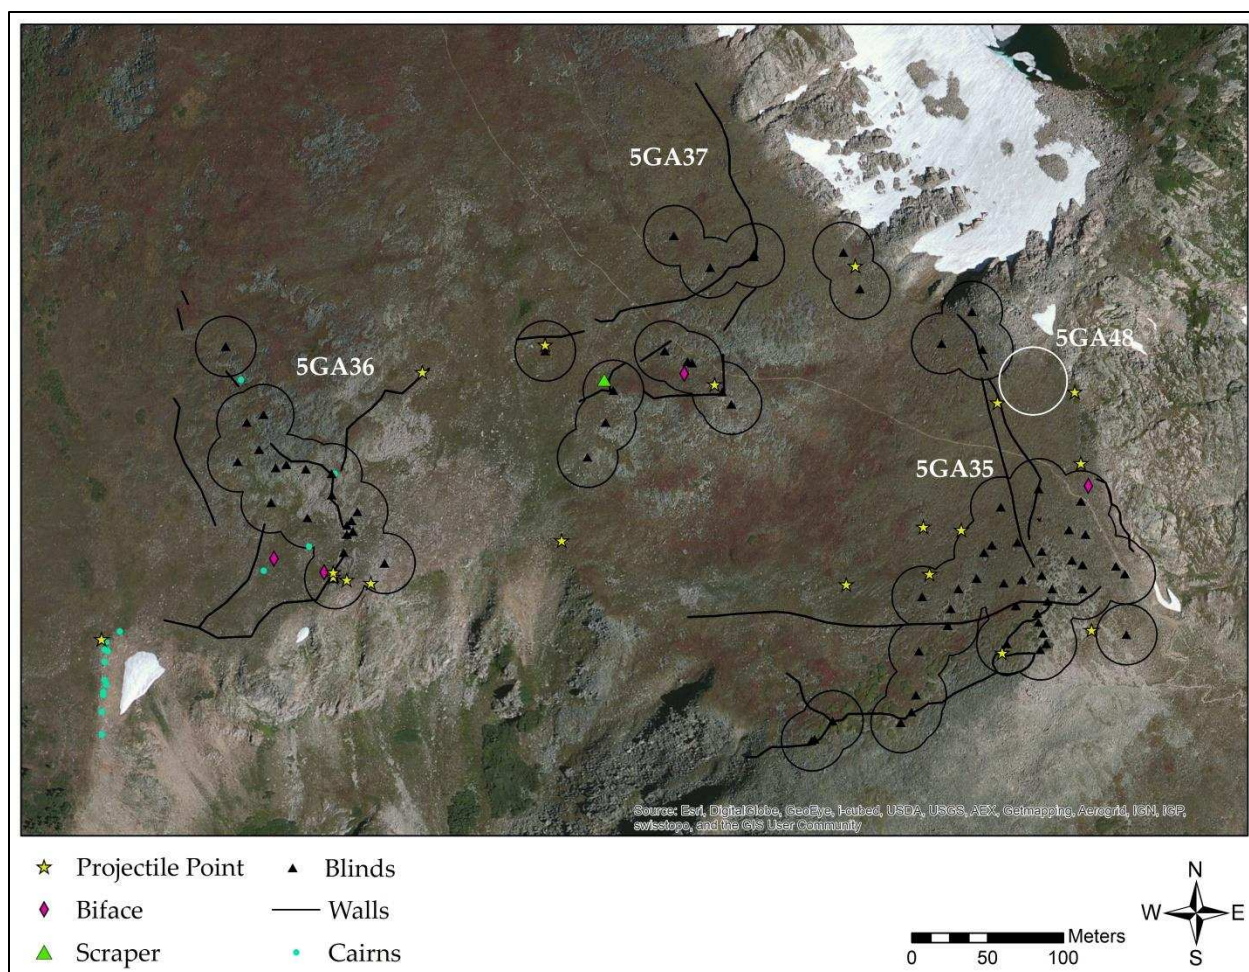 5GA37
5GA48
5GA36
5GA35
Source: Esri, DigitalGlobe, GeoEye, i-cubed, USDA, USGS, AEX, Getmapping, Aerogrid, IGN, IGP,
swisstopo, and the GIS User Community
Projectile Point
Blinds
Biface
Walls
Scraper
Cairns
Meters
0 50 100
N
W E
S